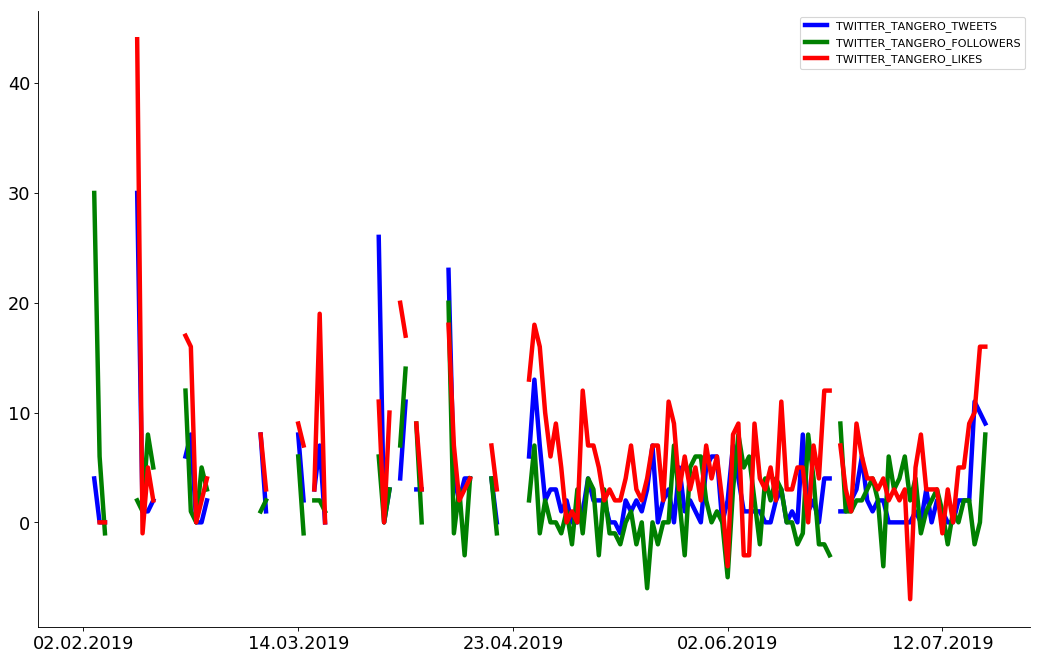 TWITTER_TANGERO_TWEETS
TWITTER_TANGERO_FOLLOWERS
TWITTER_TANGERO_LIKES
40
30
20
10
0
02.02.2019 14.03.2019 23.04.2019 02.06.2019 12.07.2019